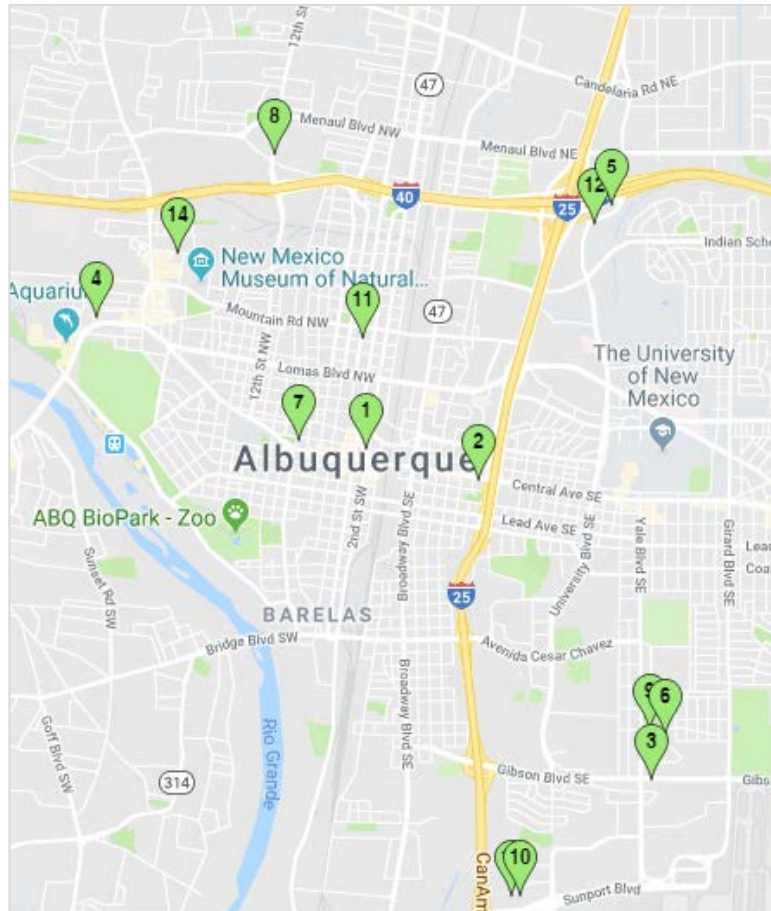 12th St
47
Candelaria Rd NE
8
Menaul Blvd NW
Menaul Blvd NE
5
12
40
25
14
Indian Scho
New Mexico
Museum of Natural...
4
Aquariu
11
Mountain Rd NW
47
12th St NW
Lomas Blvd NW
The University
of New
Mexico
7
1
2
Albuquerque
Central Ave SE
ABQ BioPark - Zoo
2nd St SW
Broadway Blvd SE
Lead Ave SE
University Blvd SE
Yale Blvd SE
Girard Blvd SE
Lead
Coal
Sunset Rd SW
25
BARELAS
Bridge Blvd SW
Avenida Cesar Chavez
Broadway Blvd SE
9
6
3
Goff Blvd SW
Rio Grande
314
Gibson Blvd SE
Gibs
10
CanAm
Sunport Blvd